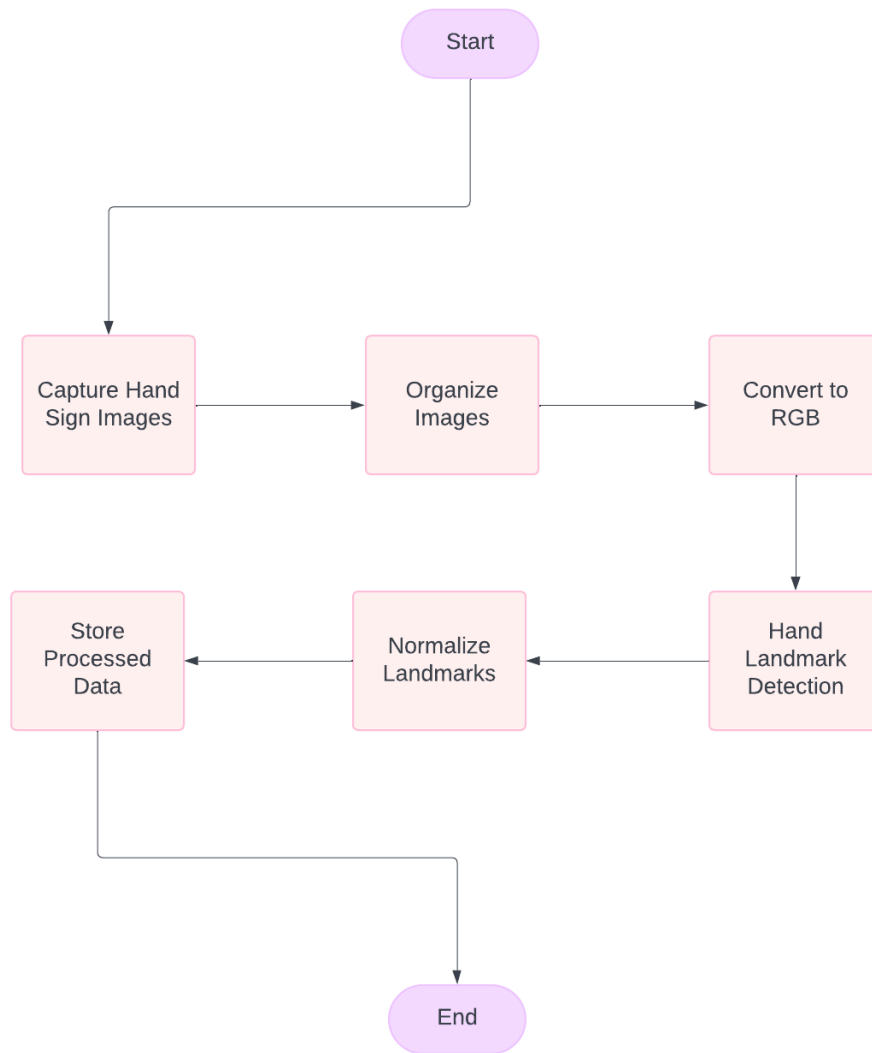 Start
Capture Hand
Sign Images
Organize
Images
Convert to
RGB
Hand
Landmark
Detection
Normalize
Landmarks
Store
Processed
Data
End